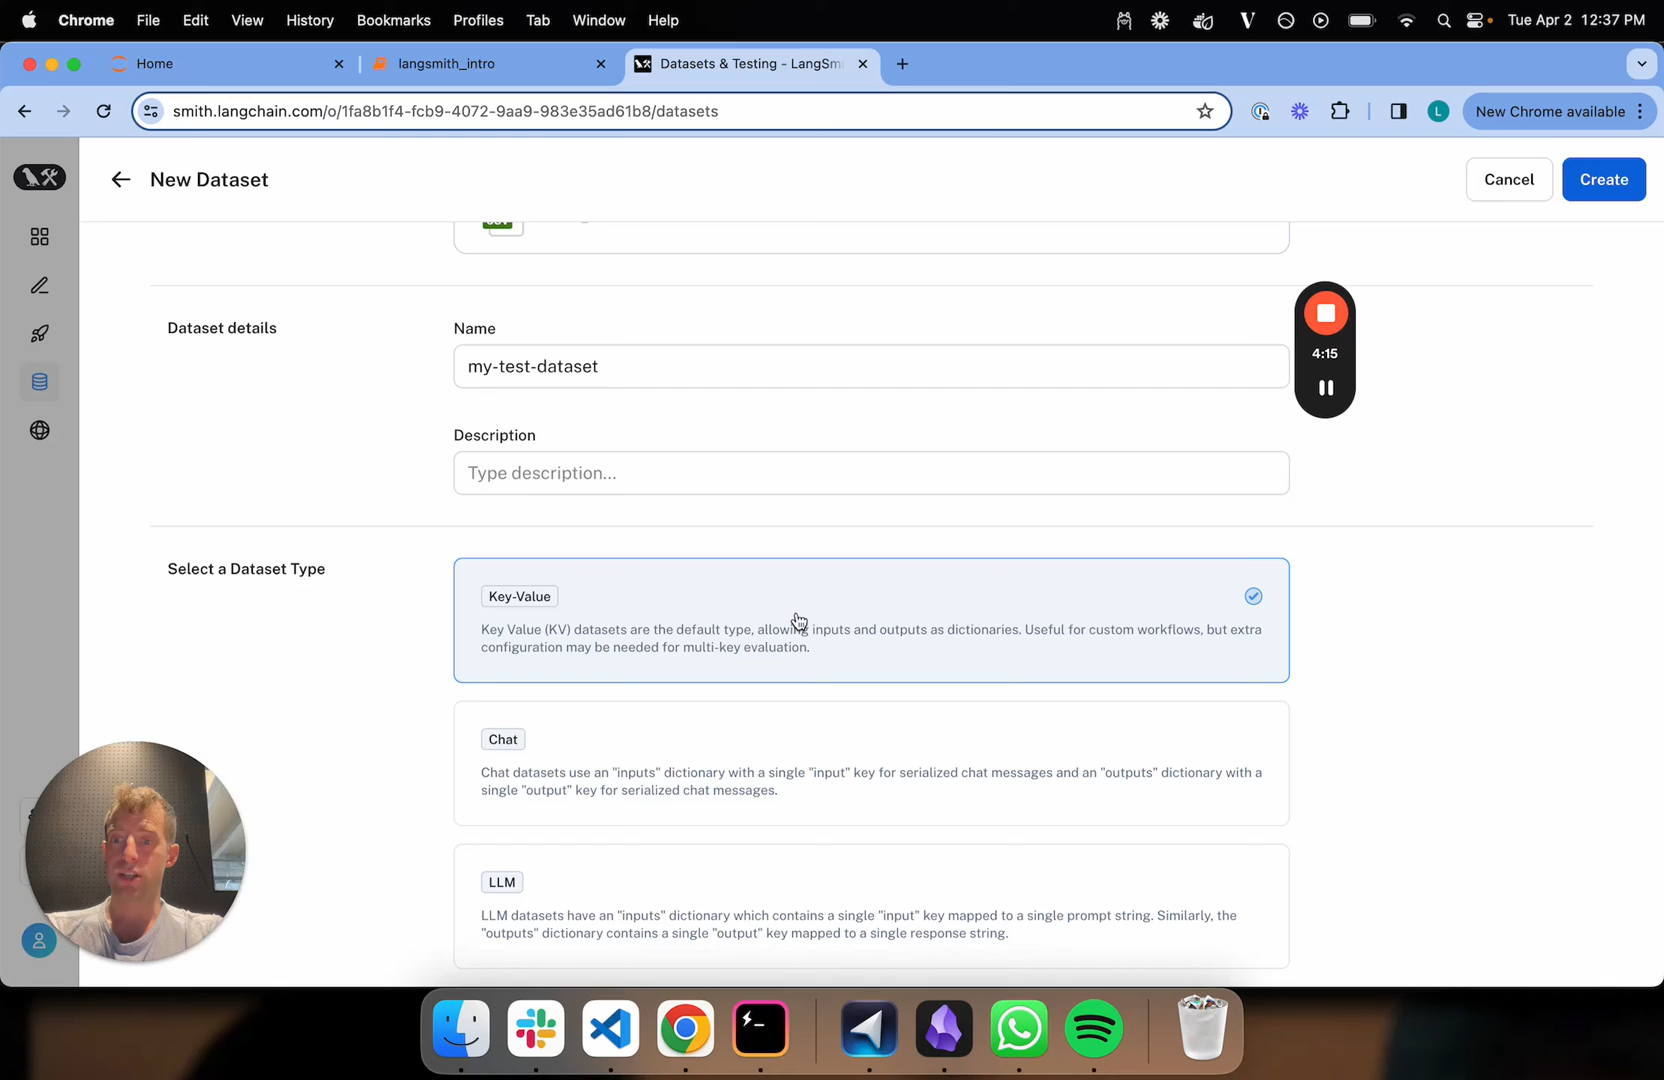 Chrome File Edit View History Bookmarks Profiles Tab Window Help Tue Apr 2 12:37 PM
Home langsmith_intro Datasets & Testing - LangSmi
smith.langchain.com/o/1fa8b1f4-fcb9-4072-9aa9-983e35ad61b8/datasets L New Chrome available
New Dataset Cancel Create
Dataset details Name
4:15
my-test-dataset
Description
Type description...
Select a Dataset Type
Key-Value
Key Value (KV) datasets are the default type, allowing inputs and outputs as dictionaries. Useful for custom workflows, but extra
configuration may be needed for multi-key evaluation.
Chat
Chat datasets use an "inputs" dictionary with a single "input" key for serialized chat messages and an "outputs" dictionary with a
single "output" key for serialized chat messages.
LLM
LLM datasets have an "inputs" dictionary which contains a single "input" key mapped to a single prompt string. Similarly, the
"outputs" dictionary contains a single "output" key mapped to a single response string.